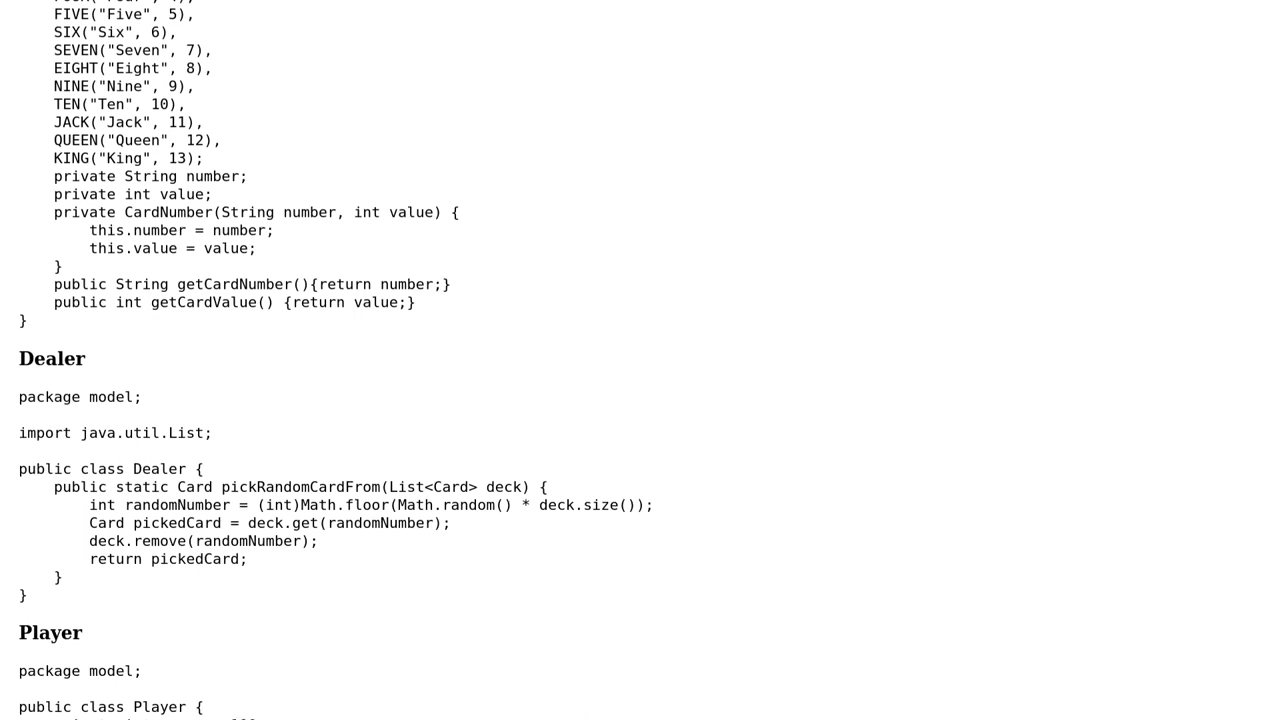 FIVE("Five", 5),
SIX("Six", 6),
SEVEN("Seven", 7),
EIGHT("Eight", 8),
NINE("Nine", 9),
TEN("Ten", 10),
JACK("Jack", 11),
QUEEN("Queen", 12),
KING("King", 13);
private String number;
private int value;
private CardNumber(String number, int value) {
this.number = number;
this.value = value;
}
public String getCardNumber(){return number;}
public int getCardValue() {return value;}
}
Dealer
package model;
import java.util.List;
public class Dealer {
public static Card pickRandomCardFrom(List<Card> deck) {
int randomNumber = (int)Math.floor(Math.random() * deck.size());
Card pickedCard = deck.get(randomNumber);
deck.remove(randomNumber);
return pickedCard;
}
}
Player
package model;
public class Player {